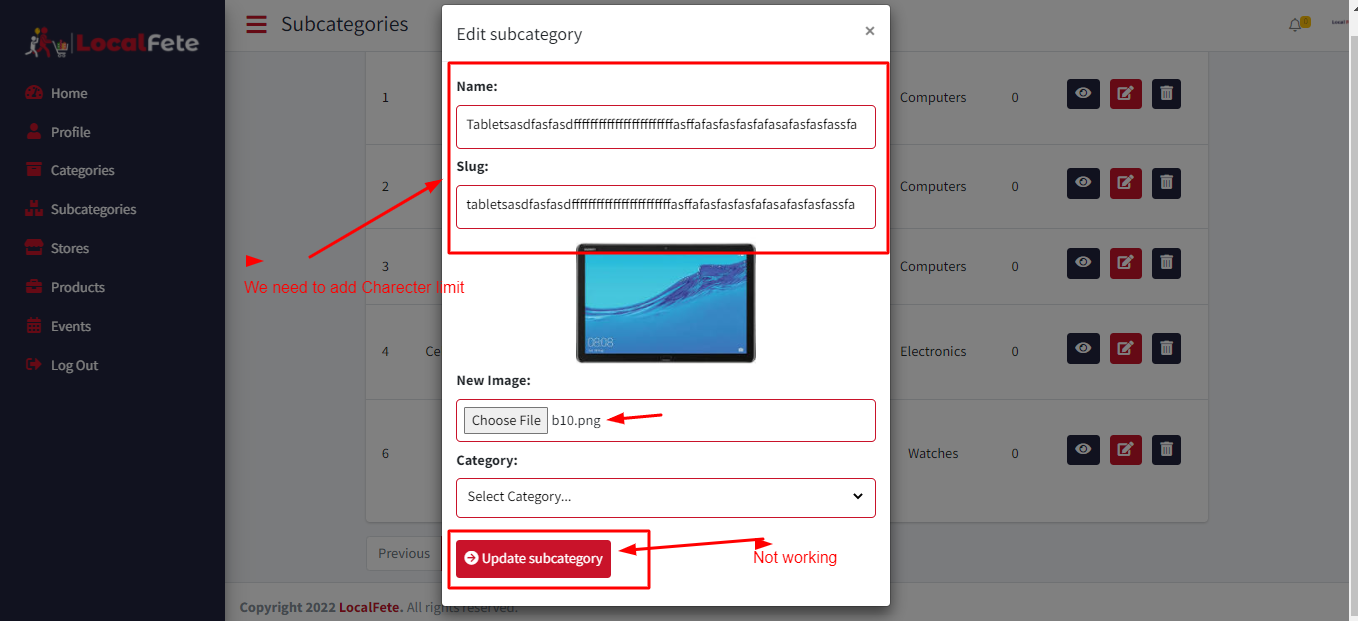 LocalFete
Subcategories
Edit subcategory
×
Home
Profile
Categories
Subcategories
Stores
Products
Events
Log Out
Name:
Slug:
We need to add Charecter limit
1 Computers 0
2 Computers 0
3 Computers 0
4 Ce Electronics 0
6 Watches 0
08:08
New Image:
Choose File b10.png
Category:
Select Category...
Update subcategory
Not working
Previous
Copyright 2022 LocalFete. All rights reserved.